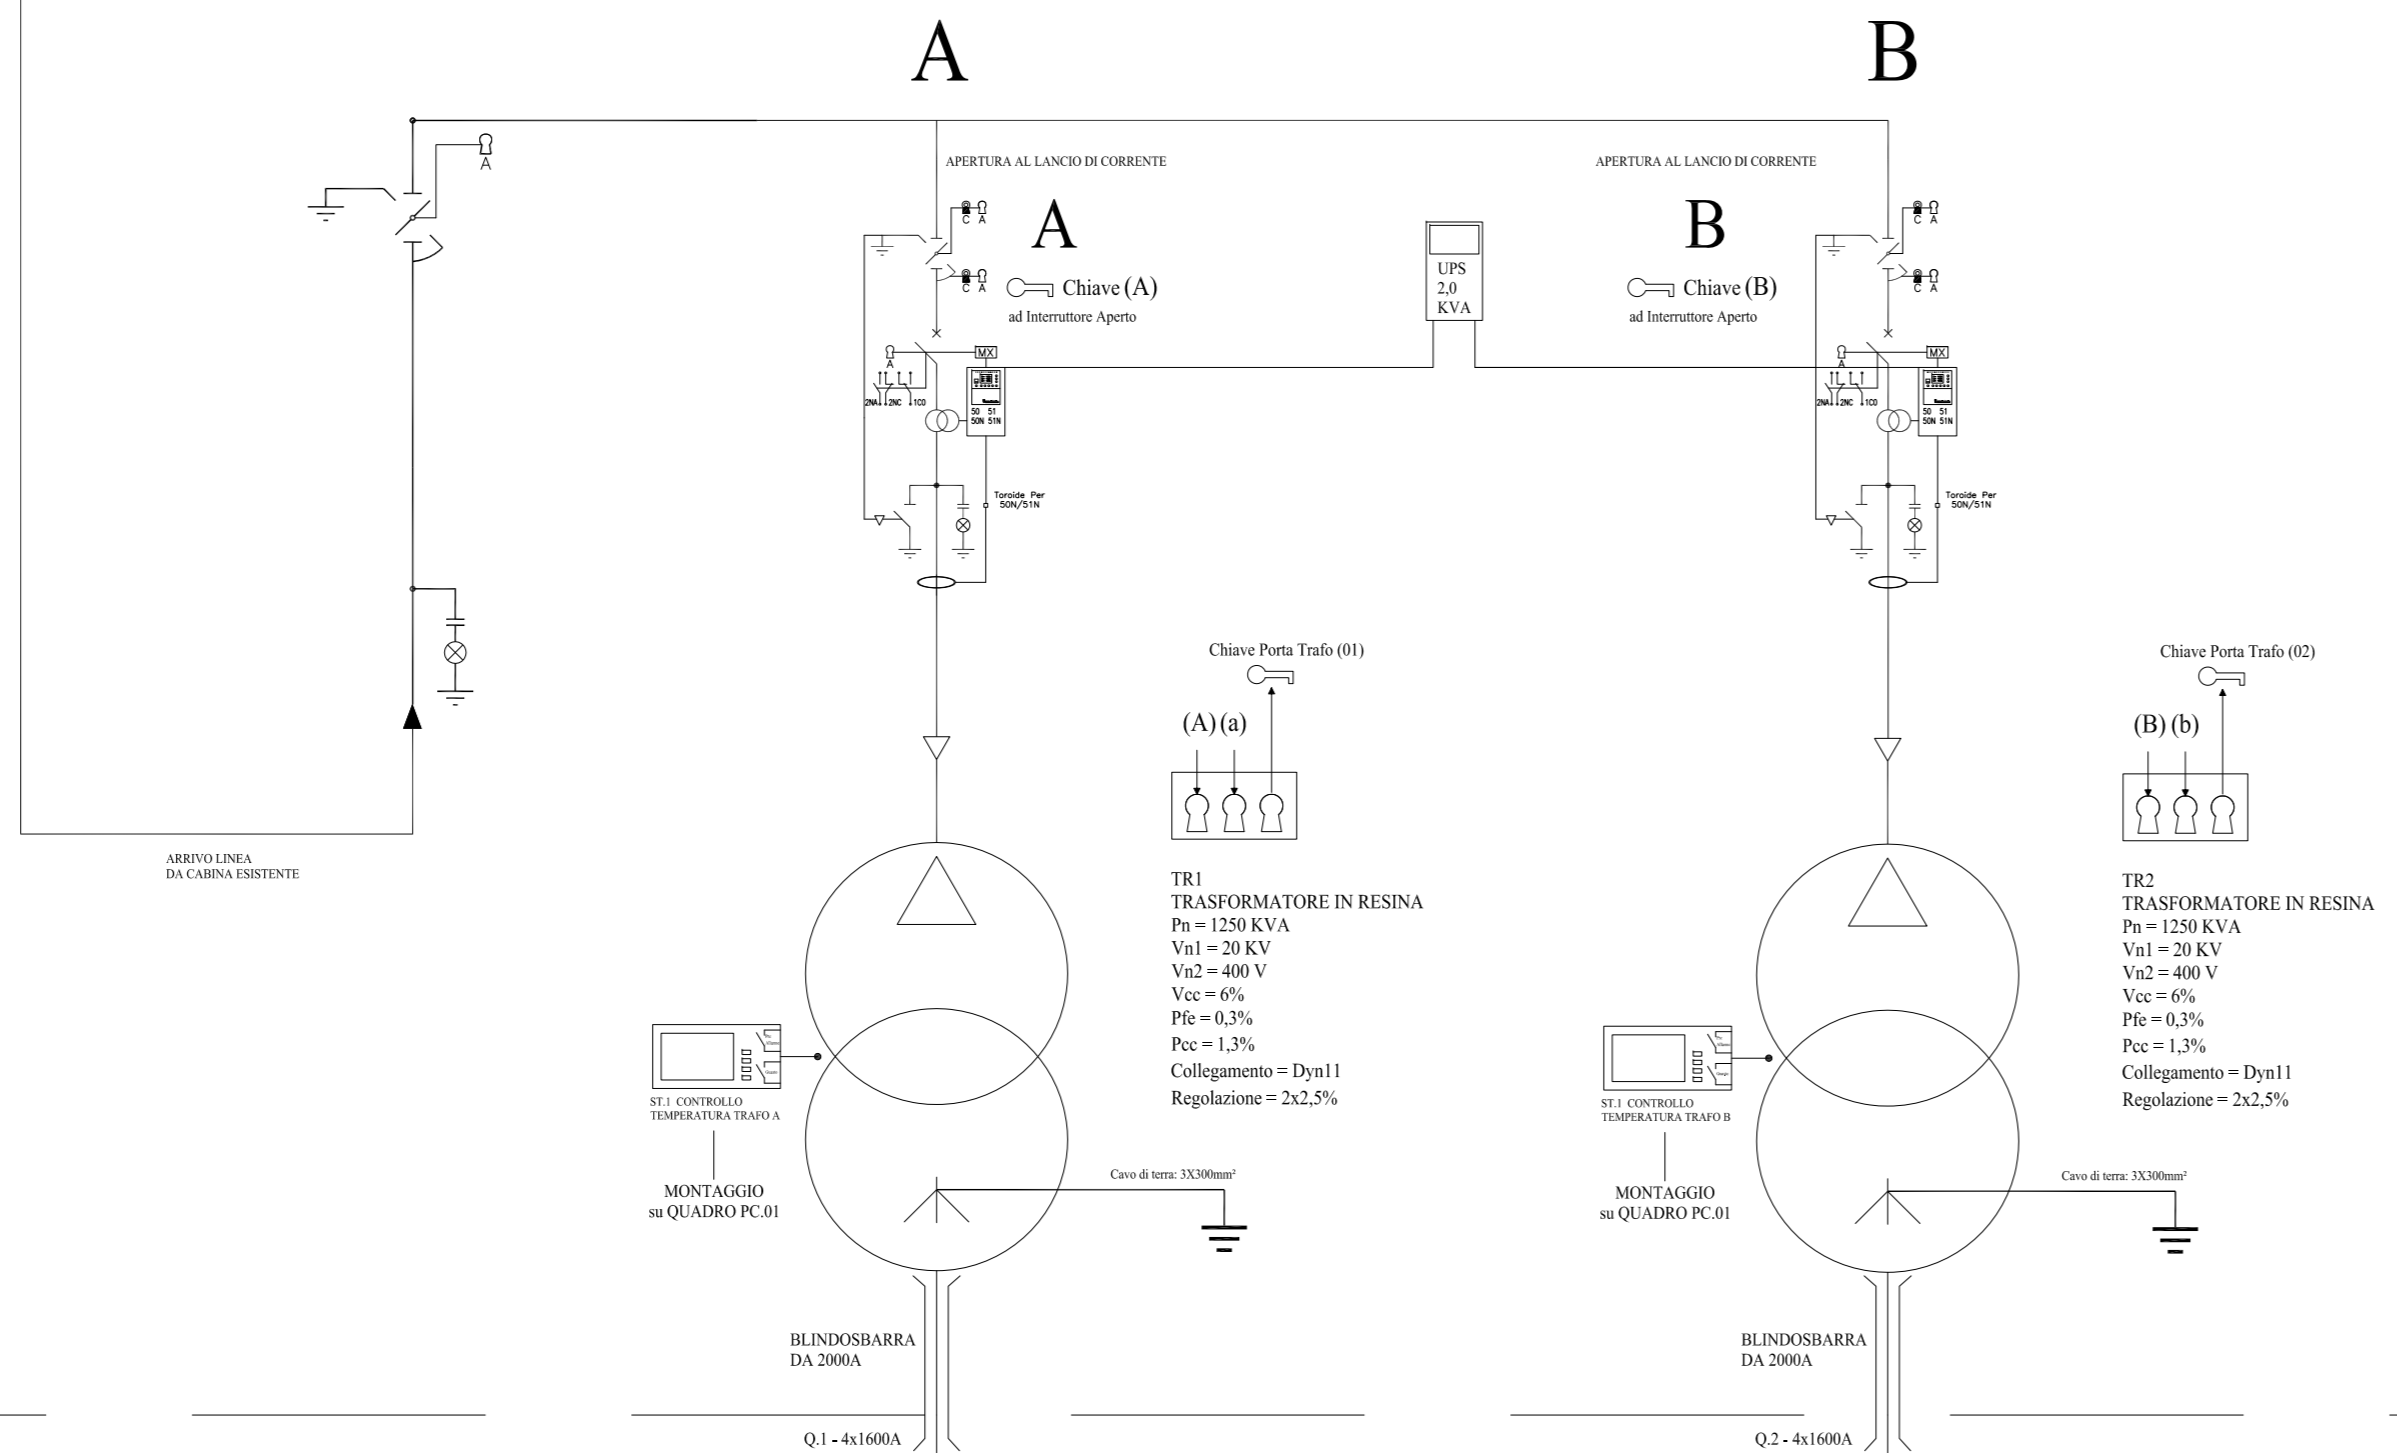 A
B
A
APERTURA AL LANCIO DI CORRENTE
APERTURA AL LANCIO DI CORRENTE
C A
A
C A
Chiave (A)
ad Interruttore Aperto
UPS
2,0
KVA
C A
B
C A
Chiave (B)
ad Interruttore Aperto
A
MX
2NA 2NC 1CO
50 51
50N 51N
Toroide Per
50N/51N
A
MX
2NA 2NC 1CO
50 51
50N 51N
Toroide Per
50N/51N
Chiave Porta Trafo (01)
(A) (a)
Chiave Porta Trafo (02)
(B) (b)
ARRIVO LINEA
DA CABINA ESISTENTE
TR1
TRASFORMATORE IN RESINA
Pn = 1250 KVA
Vn1 = 20 KV
Vn2 = 400 V
Vcc = 6%
Pfe = 0,3%
Pcc = 1,3%
Collegamento = Dyn11
Regolazione = 2x2,5%
TR2
TRASFORMATORE IN RESINA
Pn = 1250 KVA
Vn1 = 20 KV
Vn2 = 400 V
Vcc = 6%
Pfe = 0,3%
Pcc = 1,3%
Collegamento = Dyn11
Regolazione = 2x2,5%
ST.1 CONTROLLO
TEMPERATURA TRAFO A
MONTAGGIO
su QUADRO PC.01
Cavo di terra: 3X300mm²
ST.1 CONTROLLO
TEMPERATURA TRAFO B
MONTAGGIO
su QUADRO PC.01
Cavo di terra: 3X300mm²
BLINDOSBARRA
DA 2000A
BLINDOSBARRA
DA 2000A
Q.1 - 4x1600A
Q.2 - 4x1600A